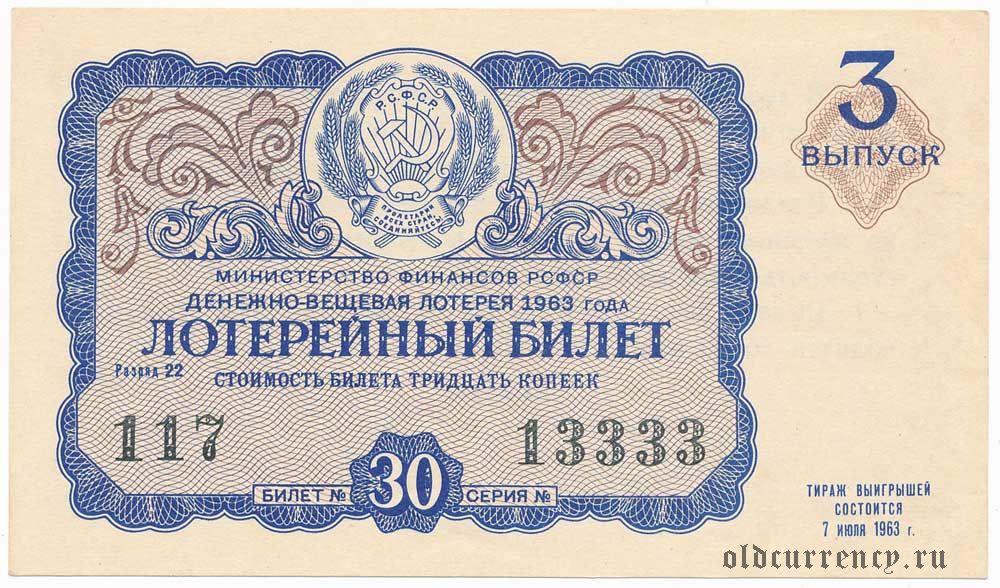 3
ВЫПУСК
Р.С.Ф.С.Р.
ПРОЛЕТАРИИ
ВСЕХ СТРАН,
СОЕДИНЯЙТЕСЬ!
МИНИСТЕРСТВО ФИНАНСОВ РСФСР
ДЕНЕЖНО-ВЕЩЕВАЯ ЛОТЕРЕЯ 1963 ГОДА
ЛОТЕРЕЙНЫЙ БИЛЕТ
Разряд 22
СТОИМОСТЬ БИЛЕТА ТРИДЦАТЬ КОПЕЕК
117 13333
БИЛЕТ № 30 СЕРИЯ №
ТИРАЖ ВЫИГРЫШЕЙ
СОСТОИТСЯ
7 ИЮЛЯ 1963 г.
oldcurrency.ru